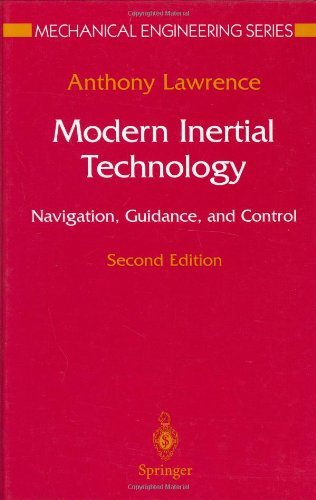 MECHANICAL ENGINEERING SERIES
Anthony Lawrence
Modern Inertial
Technology
Navigation, Guidance, and Control
Second Edition
Springer